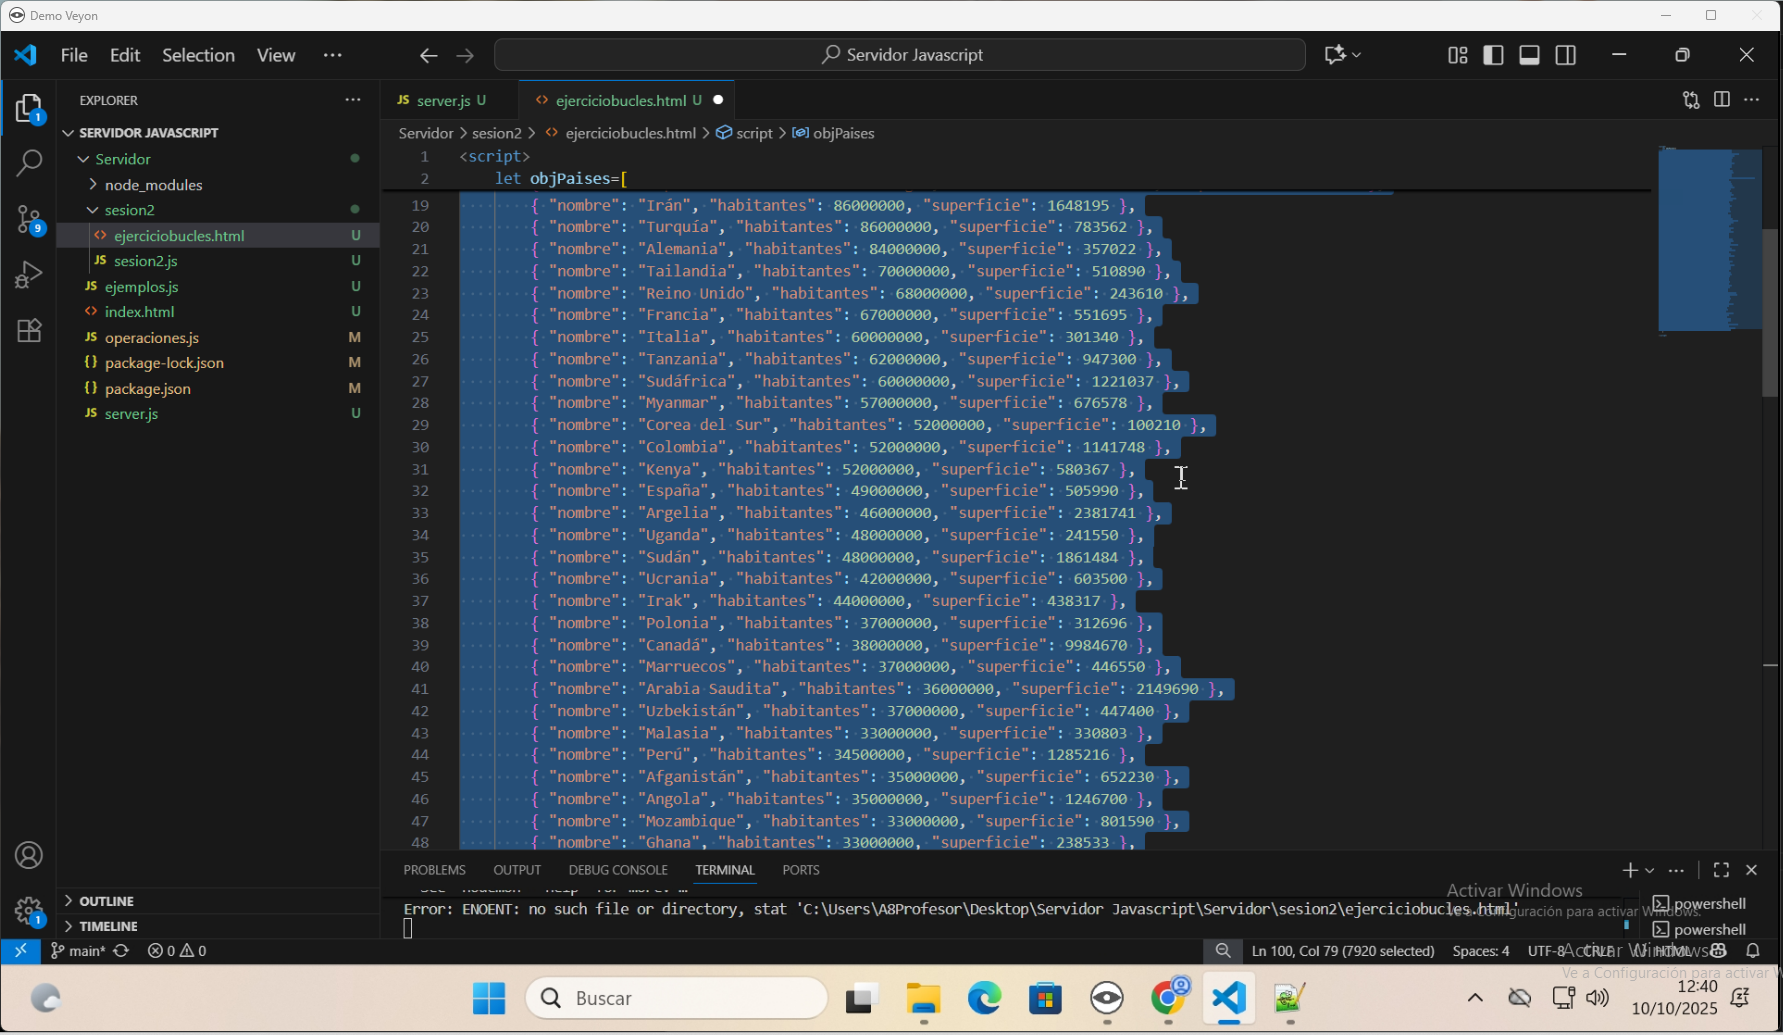 Demo Veyon
File Edit Selection View ··· Servidor Javascript
EXPLORER ···
SERVIDOR JAVASCRIPT
Servidor
node_modules
sesion2
<> ejerciciobucles.html U
JS sesion2.js U
JS ejemplos.js U
<> index.html U
JS operaciones.js M
{} package-lock.json M
{} package.json M
JS server.js U
OUTLINE
TIMELINE
1
9
1
JS server.js U <> ejerciciobucles.html U
Servidor > sesion2 > <> ejerciciobucles.html > script > objPaises
1 <script>
2 let objPaises=[
19 { "nombre": "Irán", "habitantes": 86000000, "superficie": 1648195 },
20 { "nombre": "Turquía", "habitantes": 86000000, "superficie": 783562 },
21 { "nombre": "Alemania", "habitantes": 84000000, "superficie": 357022 },
22 { "nombre": "Tailandia", "habitantes": 70000000, "superficie": 510890 },
23 { "nombre": "Reino Unido", "habitantes": 68000000, "superficie": 243610 },
24 { "nombre": "Francia", "habitantes": 67000000, "superficie": 551695 },
25 { "nombre": "Italia", "habitantes": 60000000, "superficie": 301340 },
26 { "nombre": "Tanzania", "habitantes": 62000000, "superficie": 947300 },
27 { "nombre": "Sudáfrica", "habitantes": 60000000, "superficie": 1221037 },
28 { "nombre": "Myanmar", "habitantes": 57000000, "superficie": 676578 },
29 { "nombre": "Corea del Sur", "habitantes": 52000000, "superficie": 100210 },
30 { "nombre": "Colombia", "habitantes": 52000000, "superficie": 1141748 },
31 { "nombre": "Kenya", "habitantes": 52000000, "superficie": 580367 },
32 { "nombre": "España", "habitantes": 49000000, "superficie": 505990 },
33 { "nombre": "Argelia", "habitantes": 46000000, "superficie": 2381741 },
34 { "nombre": "Uganda", "habitantes": 48000000, "superficie": 241550 },
35 { "nombre": "Sudán", "habitantes": 48000000, "superficie": 1861484 },
36 { "nombre": "Ucrania", "habitantes": 42000000, "superficie": 603500 },
37 { "nombre": "Irak", "habitantes": 44000000, "superficie": 438317 },
38 { "nombre": "Polonia", "habitantes": 37000000, "superficie": 312696 },
39 { "nombre": "Canadá", "habitantes": 38000000, "superficie": 9984670 },
40 { "nombre": "Marruecos", "habitantes": 37000000, "superficie": 446550 },
41 { "nombre": "Arabia Saudita", "habitantes": 36000000, "superficie": 2149690 },
42 { "nombre": "Uzbekistán", "habitantes": 37000000, "superficie": 447400 },
43 { "nombre": "Malasia", "habitantes": 33000000, "superficie": 330803 },
44 { "nombre": "Perú", "habitantes": 34500000, "superficie": 1285216 },
45 { "nombre": "Afganistán", "habitantes": 35000000, "superficie": 652230 },
46 { "nombre": "Angola", "habitantes": 35000000, "superficie": 1246700 },
47 { "nombre": "Mozambique", "habitantes": 33000000, "superficie": 801590 },
48 { "nombre": "Ghana", "habitantes": 33000000, "superficie": 238533 },
PROBLEMS OUTPUT DEBUG CONSOLE TERMINAL PORTS
Error: ENOENT: no such file or directory, stat 'C:\Users\A8Profesor\Desktop\Servidor Javascript\Servidor\sesion2\ejerciciobucles.html'
powershell
powershell
Activar Windows
Ve a Configuración para activar Windows.
main* 0 0 Ln 100, Col 79 (7920 selected) Spaces: 4 UTF-8 CRLF HTML
Activar Windows
Ve a Configuración para activar W
Buscar
12:40
10/10/2025